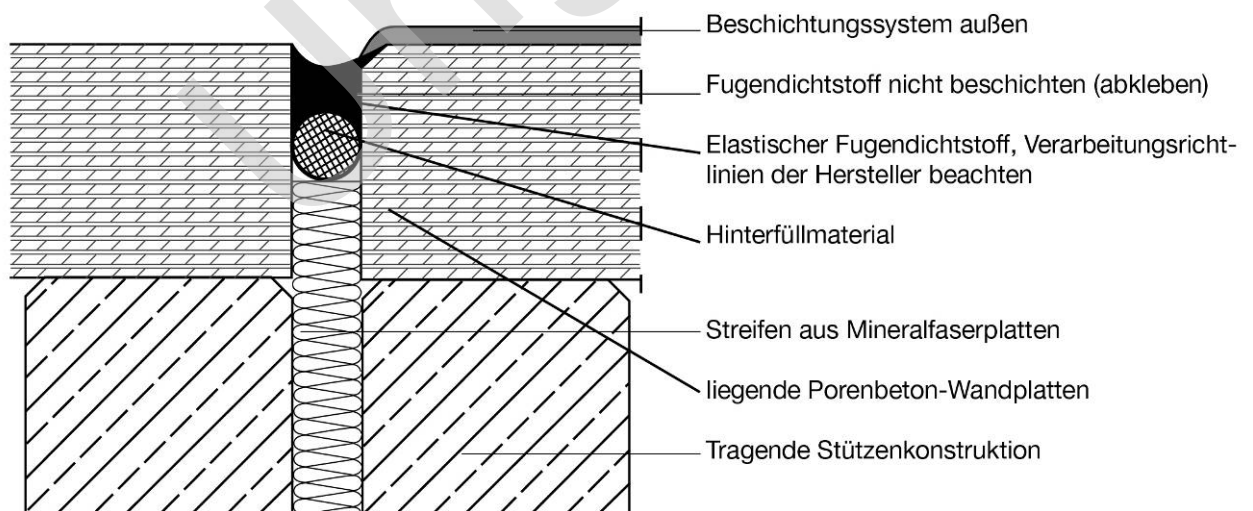 Beschichtungssystem außen
Fugendichtstoff nicht beschichten (abkleben)
Elastischer Fugendichtstoff, Verarbeitungsricht-
linien der Hersteller beachten
Hinterfüllmaterial
Streifen aus Mineralfaserplatten
liegende Porenbeton-Wandplatten
Tragende Stützenkonstruktion